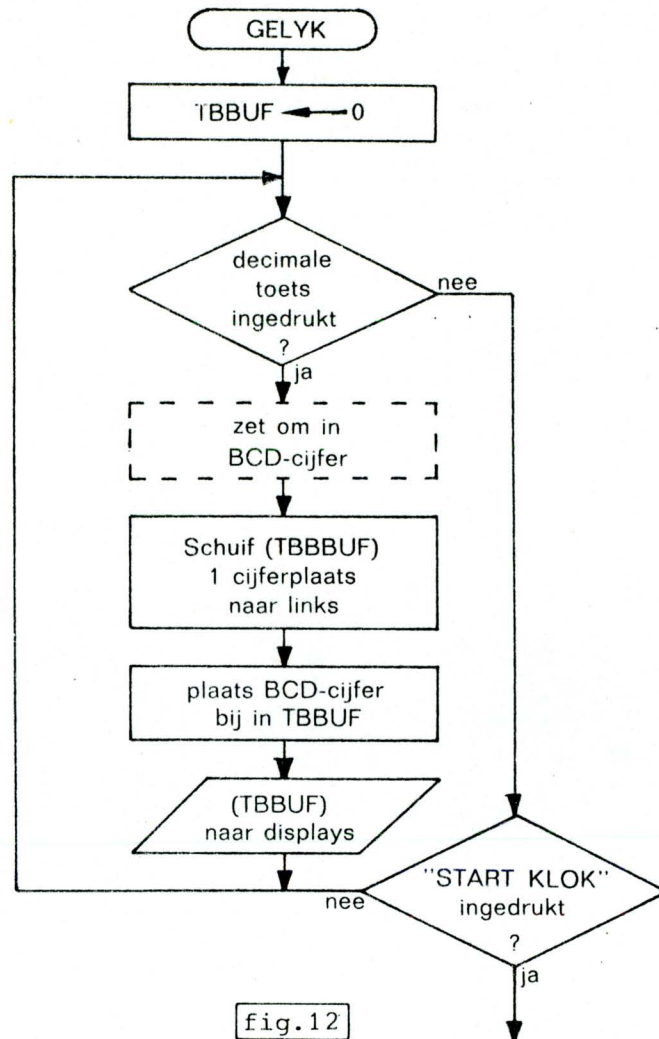 GELYK
TBBUF ← 0
decimale
toets
ingedrukt
?
nee
ja
zet om in
BCD-cijfer
Schuif (TBBBUF)
1 cijferplaats
naar links
plaats BCD-cijfer
bij in TBBUF
(TBBUF)
naar displays
"START KLOK"
ingedrukt
?
nee
ja
fig.12